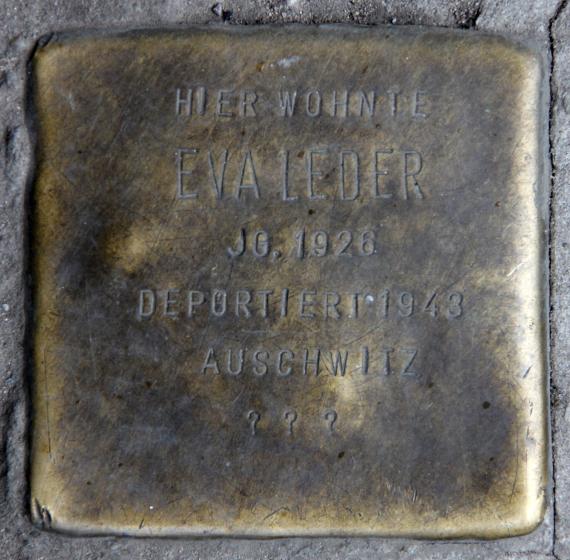 HIER WOHNTE
EVA LEDER
JG. 1926
DEPORTIERT 1943
AUSCHWITZ
? ? ?